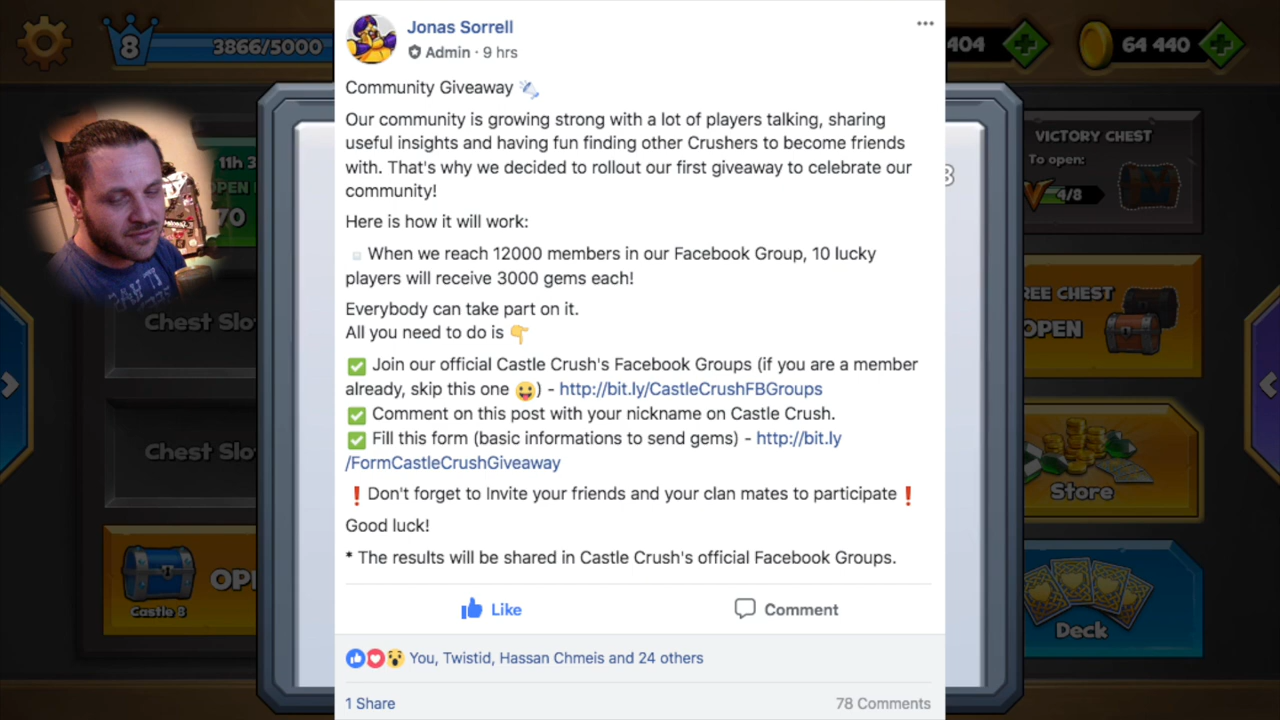 8
3866/5000
404
64 440
Jonas Sorrell
Admin · 9 hrs
Community Giveaway
Our community is growing strong with a lot of players talking, sharing
useful insights and having fun finding other Crushers to become friends
with. That's why we decided to rollout our first giveaway to celebrate our
community!
Here is how it will work:
When we reach 12000 members in our Facebook Group, 10 lucky
players will receive 3000 gems each!
Everybody can take part on it.
All you need to do is 👇
✅ Join our official Castle Crush's Facebook Groups (if you are a member
already, skip this one 😀) - http://bit.ly/CastleCrushFBGroups
✅ Comment on this post with your nickname on Castle Crush.
✅ Fill this form (basic informations to send gems) - http://bit.ly
/FormCastleCrushGiveaway
❗Don't forget to Invite your friends and your clan mates to participate❗
Good luck!
* The results will be shared in Castle Crush's official Facebook Groups.
Like
Comment
You, Twistid, Hassan Chmeis and 24 others
1 Share
78 Comments
11h 3
OPEN
70
Chest Slo
Chest Slo
OPE
Castle 8
VICTORY CHEST
To open:
4/8
REE CHEST
OPEN
Store
Deck